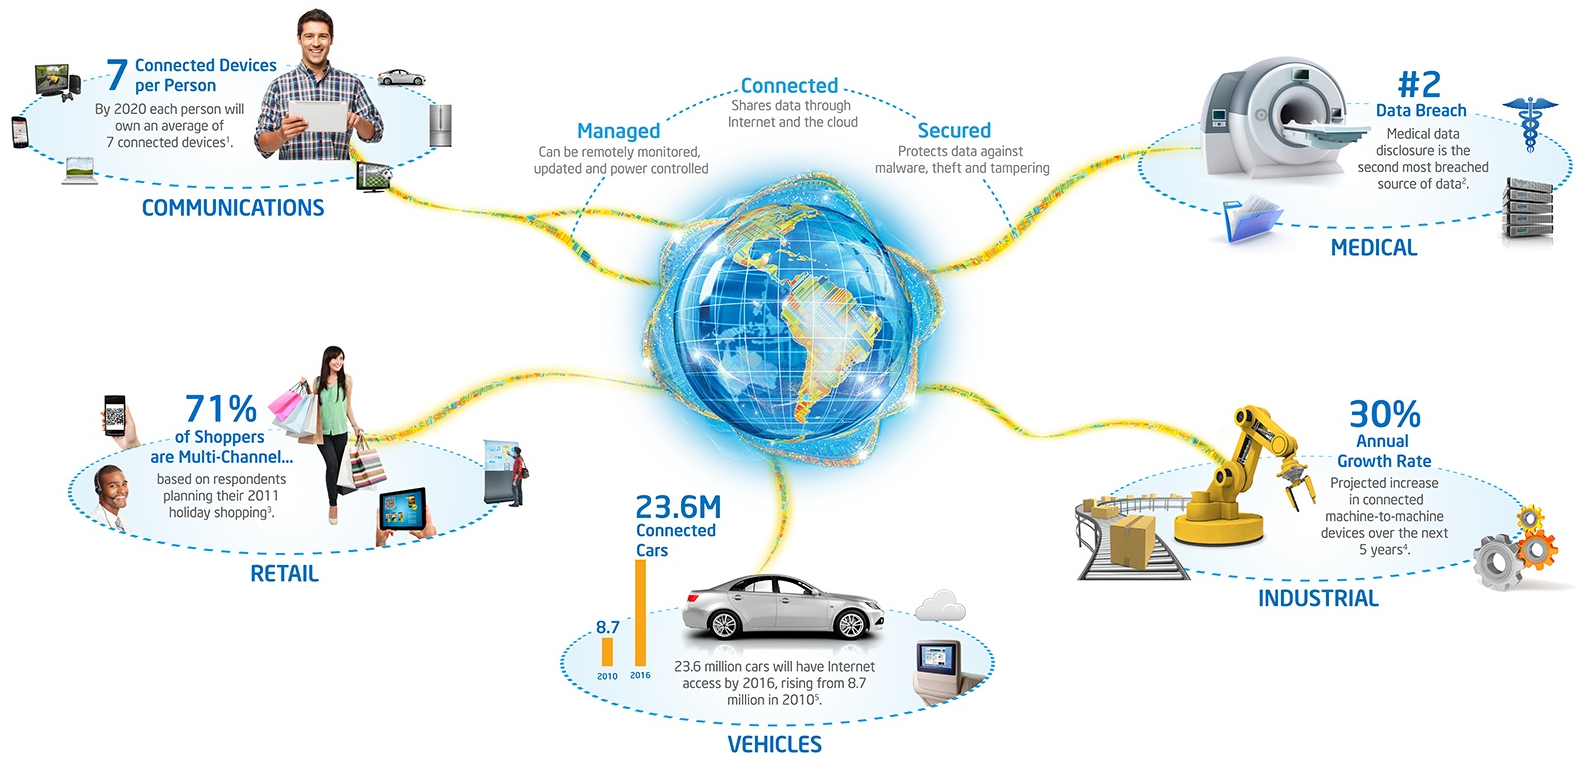 7 Connected Devices
per Person
By 2020 each person will
own an average of
7 connected devices¹.
COMMUNICATIONS
Connected
Shares data through
Internet and the cloud
Managed
Can be remotely monitored,
updated and power controlled
Secured
Protects data against
malware, theft and tampering
#2
Data Breach
Medical data
disclosure is the
second most breached
source of data².
MEDICAL
71%
of Shoppers
are Multi-Channel...
based on respondents
planning their 2011
holiday shopping³.
RETAIL
23.6M
Connected
Cars
8.7
2010
2016
23.6 million cars will have Internet
access by 2016, rising from 8.7
million in 2010⁵.
VEHICLES
30%
Annual
Growth Rate
Projected increase
in connected
machine-to-machine
devices over the next
5 years⁴.
INDUSTRIAL